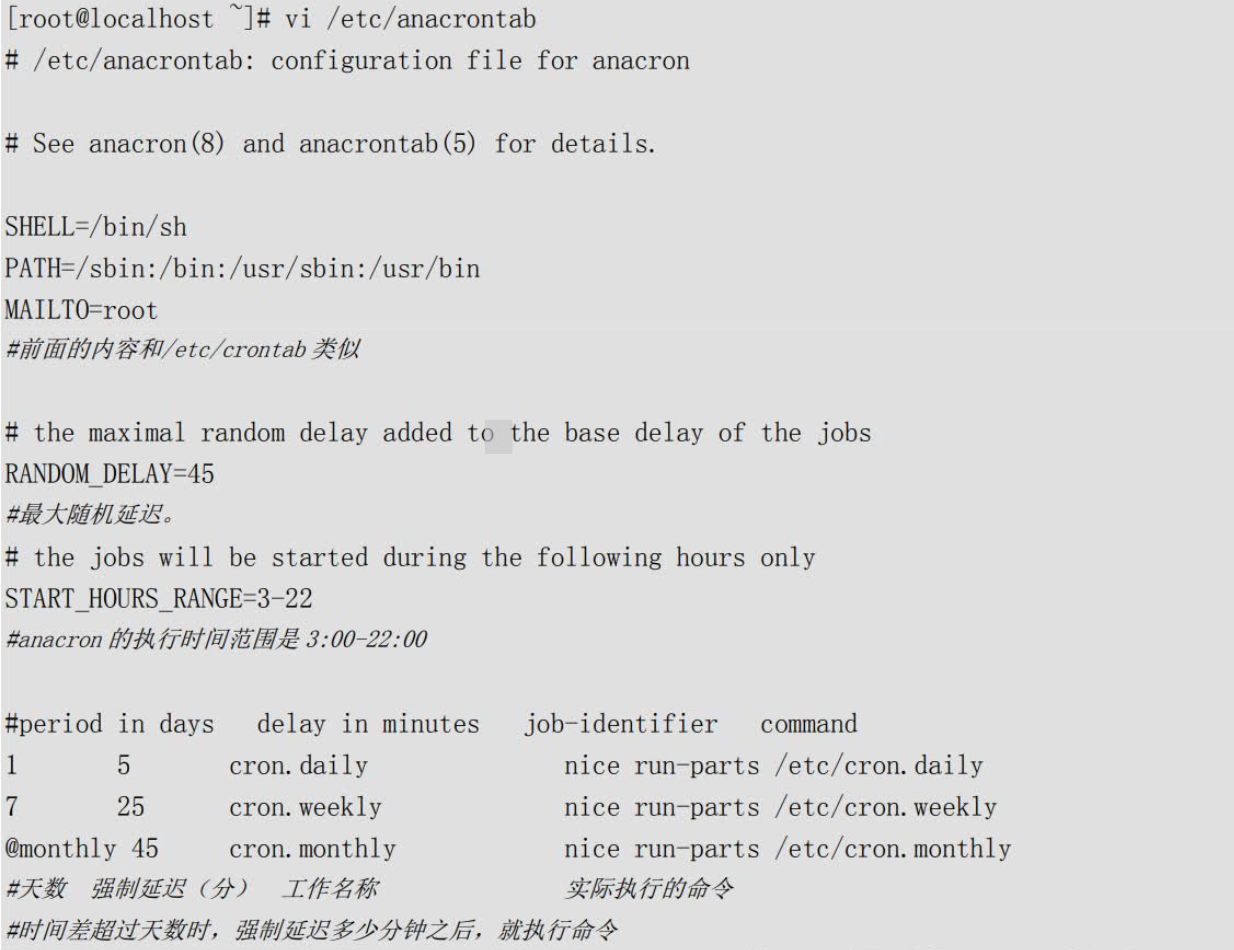 [root@localhost ~]# vi /etc/anacrontab
# /etc/anacrontab: configuration file for anacron
# See anacron(8) and anacrontab(5) for details.
SHELL=/bin/sh
PATH=/sbin:/bin:/usr/sbin:/usr/bin
MAILTO=root
#前面的内容和/etc/crontab 类似
# the maximal random delay added to the base delay of the jobs
RANDOM_DELAY=45
#最大随机延迟。
# the jobs will be started during the following hours only
START_HOURS_RANGE=3-22
#anacron 的执行时间范围是 3:00-22:00
#period in days   delay in minutes   job-identifier   command
1       5       cron.daily              nice run-parts /etc/cron.daily
7       25      cron.weekly             nice run-parts /etc/cron.weekly
@monthly 45     cron.monthly            nice run-parts /etc/cron.monthly
#天数  强制延迟（分）  工作名称              实际执行的命令
#时间差超过天数时，强制延迟多少分钟之后，就执行命令